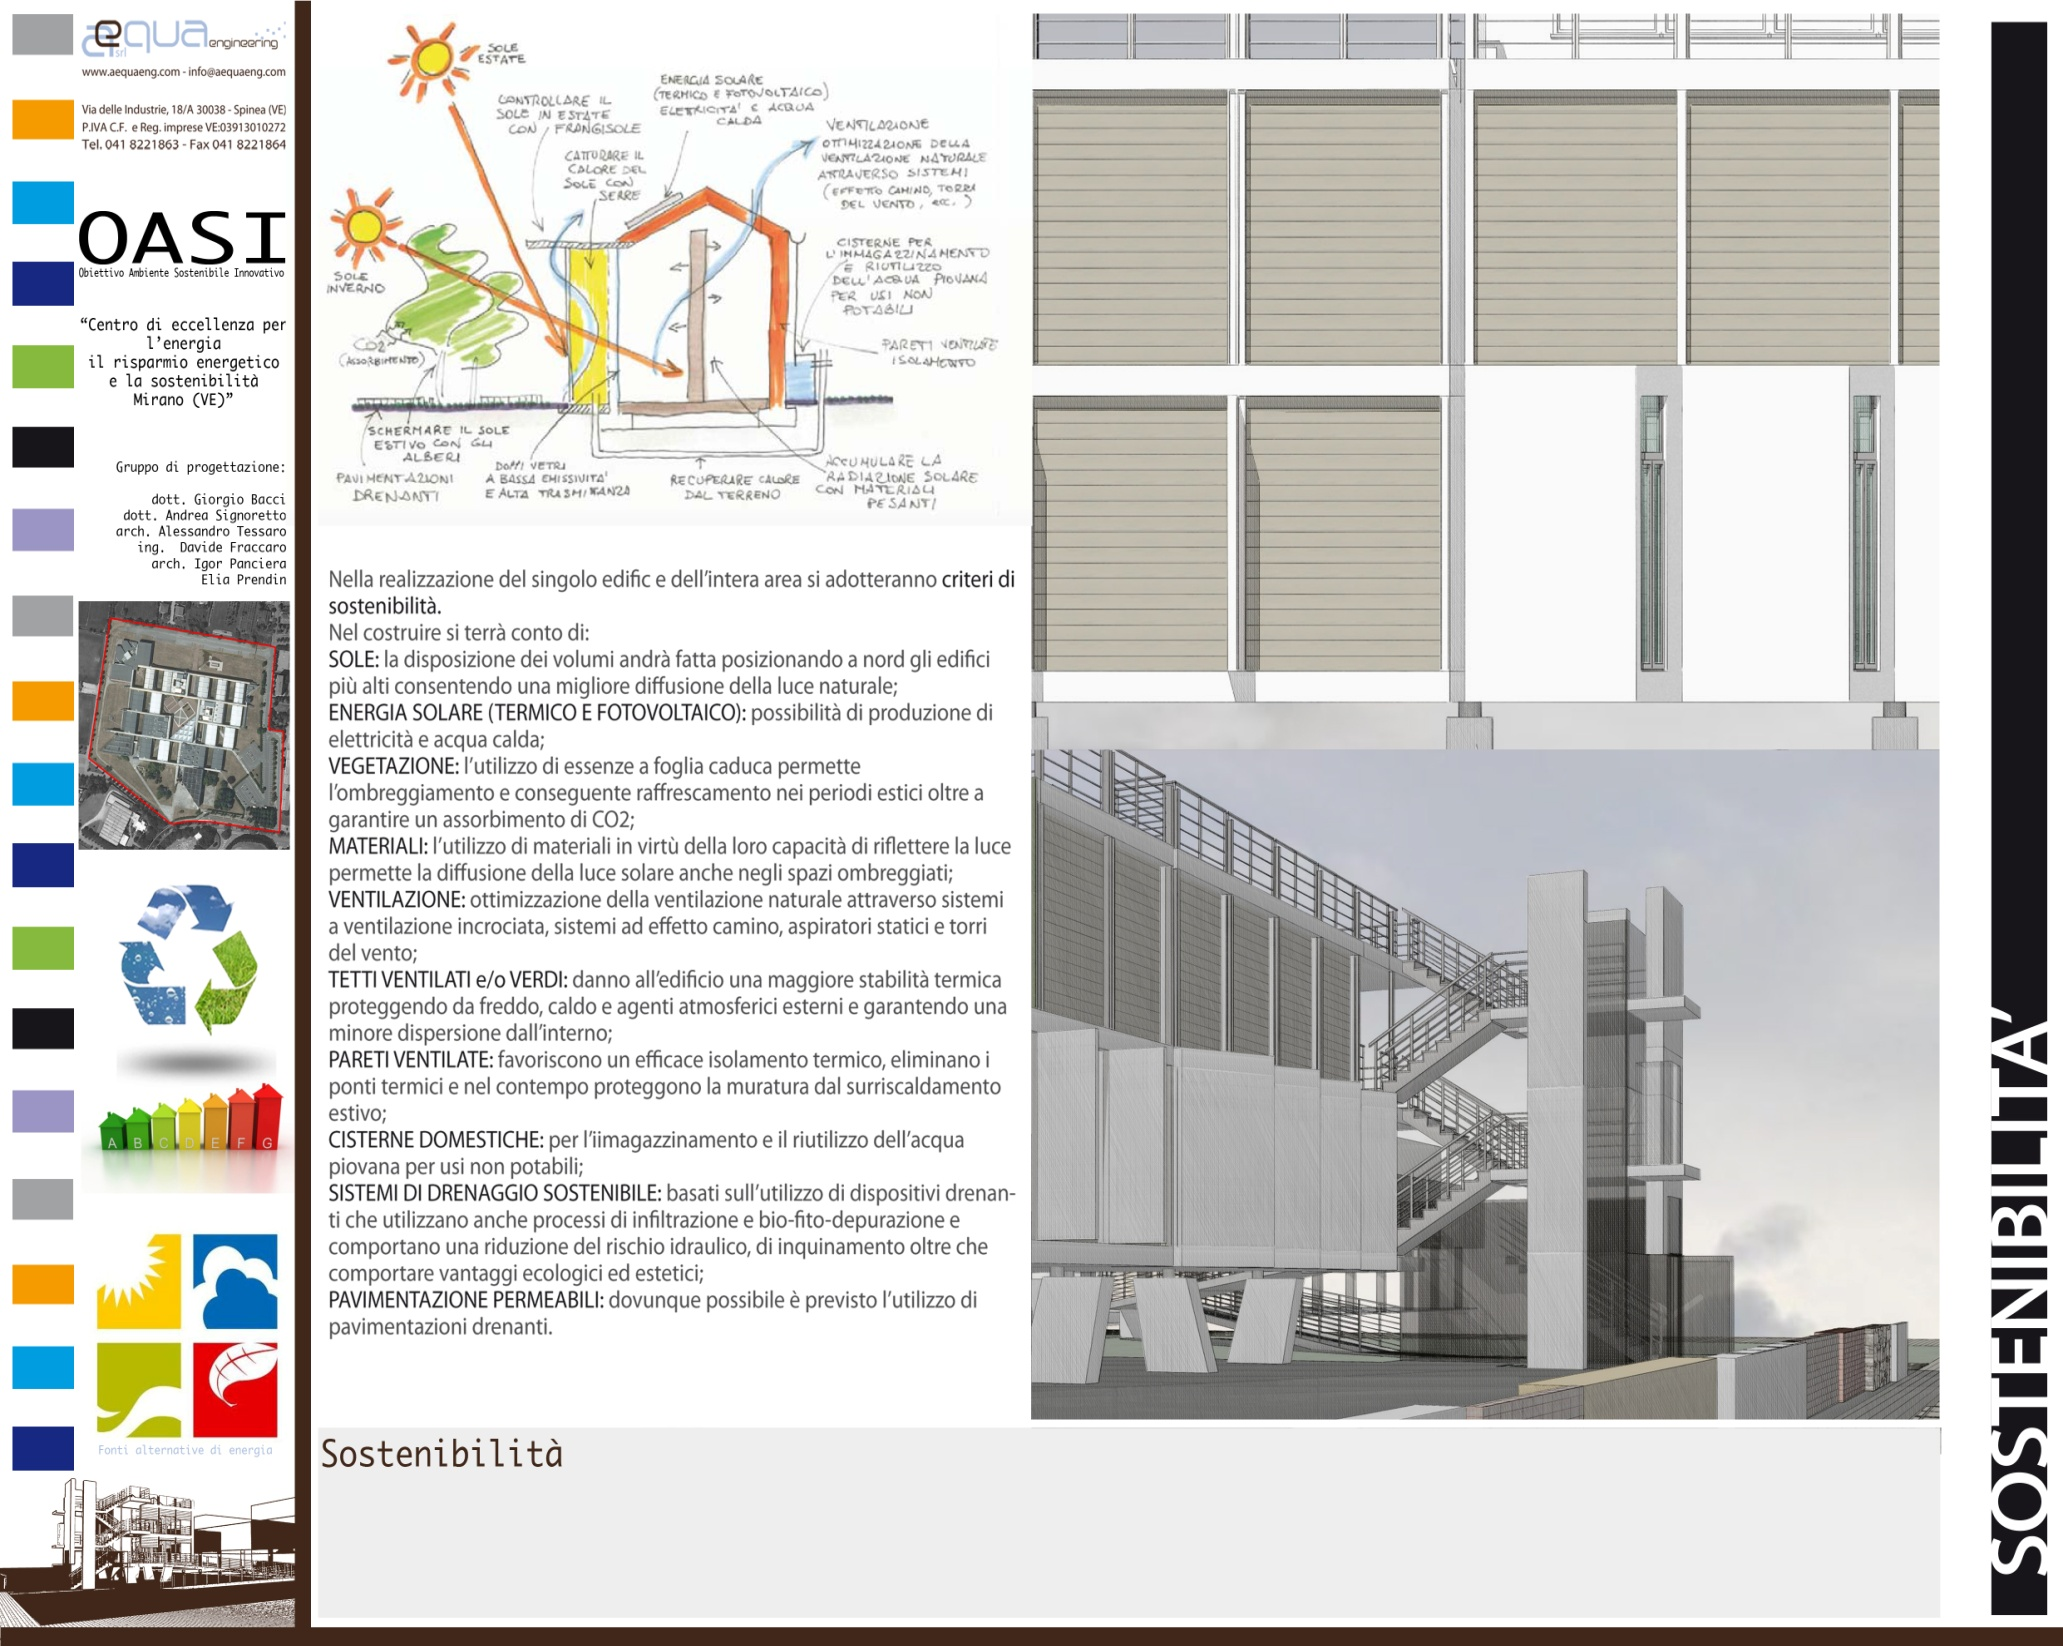 aequa engineering
srl
www.aequaeng.com - info@aequaeng.com
Via delle Industrie, 18/A 30038 - Spinea (VE)
P.IVA C.F. e Reg. imprese VE:03913010272
Tel. 041 8221863 - Fax 041 8221864
OASI
Obiettivo Ambiente Sostenibile Innovativo
“Centro di eccellenza per
l’energia
il risparmio energetico
e la sostenibilità
Mirano (VE)”
Gruppo di progettazione:
dott. Giorgio Bacci
dott. Andrea Signoretto
arch. Alessandro Tessaro
ing. Davide Fraccaro
arch. Igor Panciera
Elia Prendin
A B C D E F G
Fonti alternative di energia
SOLE
ESTATE
CONTROLLARE IL
SOLE IN ESTATE
CON FRANGISOLE
ENERGIA SOLARE
(TERMICO E FOTOVOLTAICO)
ELETRICITA' E ACQUA
CALDA
CATTURARE IL
CALORE DEL
SOLE CON
SERRE
VENTILAZIONE
OTTIMIZZAZIONE DELLA
VENTILAZIONE NATURALE
ATTRAVERSO SISTEMI
(EFFETTO CAMINO, TORRI
DEL VENTO, ecc.)
SOLE
INVERNO
CISTERNE PER
L'IMMAGAZZINAMENTO
E RIUTILIZZO
DELL'ACQUA PIOVANA
PER USI NON
POTABILI
CO2
(ASSORBIMENTO)
PARETI VENTILATE
ISOLAMENTO
SCHERMARE IL SOLE
ESTIVO CON GLI
ALBERI
PAVIMENTAZIONI
DRENANTI
DOPPI VETRI
A BASSA EMISSIVITA'
E ALTA TRASMITTANZA
RECUPERARE CALORE
DAL TERRENO
ACCUMULARE LA
RADIAZIONE SOLARE
CON MATERIALI
PESANTI
Nella realizzazione del singolo edific e dell’intera area si adotteranno criteri di
sostenibilità.
Nel costruire si terrà conto di:
SOLE: la disposizione dei volumi andrà fatta posizionando a nord gli edifici
più alti consentendo una migliore diffusione della luce naturale;
ENERGIA SOLARE (TERMICO E FOTOVOLTAICO): possibilità di produzione di
elettricità e acqua calda;
VEGETAZIONE: l’utilizzo di essenze a foglia caduca permette
l’ombreggiamento e conseguente raffrescamento nei periodi estici oltre a
garantire un assorbimento di CO2;
MATERIALI: l’utilizzo di materiali in virtù della loro capacità di riflettere la luce
permette la diffusione della luce solare anche negli spazi ombreggiati;
VENTILAZIONE: ottimizzazione della ventilazione naturale attraverso sistemi
a ventilazione incrociata, sistemi ad effetto camino, aspiratori statici e torri
del vento;
TETTI VENTILATI e/o VERDI: danno all’edificio una maggiore stabilità termica
proteggendo da freddo, caldo e agenti atmosferici esterni e garantendo una
minore dispersione dall’interno;
PARETI VENTILATE: favoriscono un efficace isolamento termico, eliminano i
ponti termici e nel contempo proteggono la muratura dal surriscaldamento
estivo;
CISTERNE DOMESTICHE: per l’iimagazzinamento e il riutilizzo dell’acqua
piovana per usi non potabili;
SISTEMI DI DRENAGGIO SOSTENIBILE: basati sull’utilizzo di dispositivi drenan-
ti che utilizzano anche processi di infiltrazione e bio-fito-depurazione e
comportano una riduzione del rischio idraulico, di inquinamento oltre che
comportare vantaggi ecologici ed estetici;
PAVIMENTAZIONE PERMEABILI: dovunque possibile è previsto l’utilizzo di
pavimentazioni drenanti.
Sostenibilità
SOSTENIBILITA’